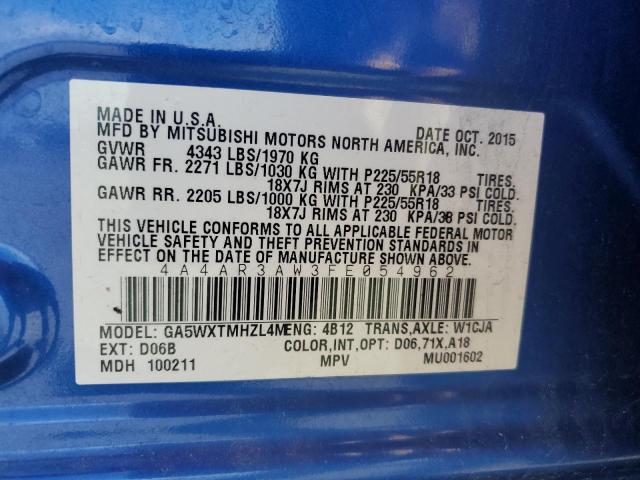 MADE IN U.S.A. DATE OCT. 2015
MFD BY MITSUBISHI MOTORS NORTH AMERICA, INC.
GVWR 4343 LBS/1970 KG
GAWR FR. 2271 LBS/1030 KG WITH P225/55R18 TIRES.
18X7J RIMS AT 230 KPA/33 PSI COLD.
GAWR RR. 2205 LBS/1000 KG WITH P225/55R18 TIRES.
18X7J RIMS AT 230 KPA/33 PSI COLD.
THIS VEHICLE CONFORMS TO ALL APPLICABLE FEDERAL MOTOR
VEHICLE SAFETY AND THEFT PREVENTION STANDARDS IN
EFFECT ON THE DATE OF MANUFACTURE SHOWN ABOVE.
4A4AR3AW3FE054962
MODEL: GA5WXTMHZL4M ENG: 4B12 TRANS,AXLE: W1CJA
EXT: D06B COLOR,INT,OPT: D06,71X,A18
MDH 100211 MPV MU001602